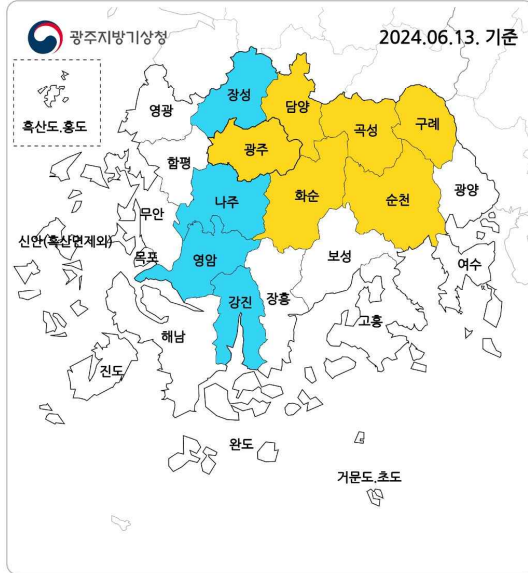 광주지방기상청
2024.06.13. 기준
흑산도.홍도
영광
장성
담양
곡성
구례
함평
광주
나주
화순
순천
광양
무안
신안(흑산면제외)
목포
영암
보성
여수
강진
장흥
고흥
해남
진도
완도
거문도.초도